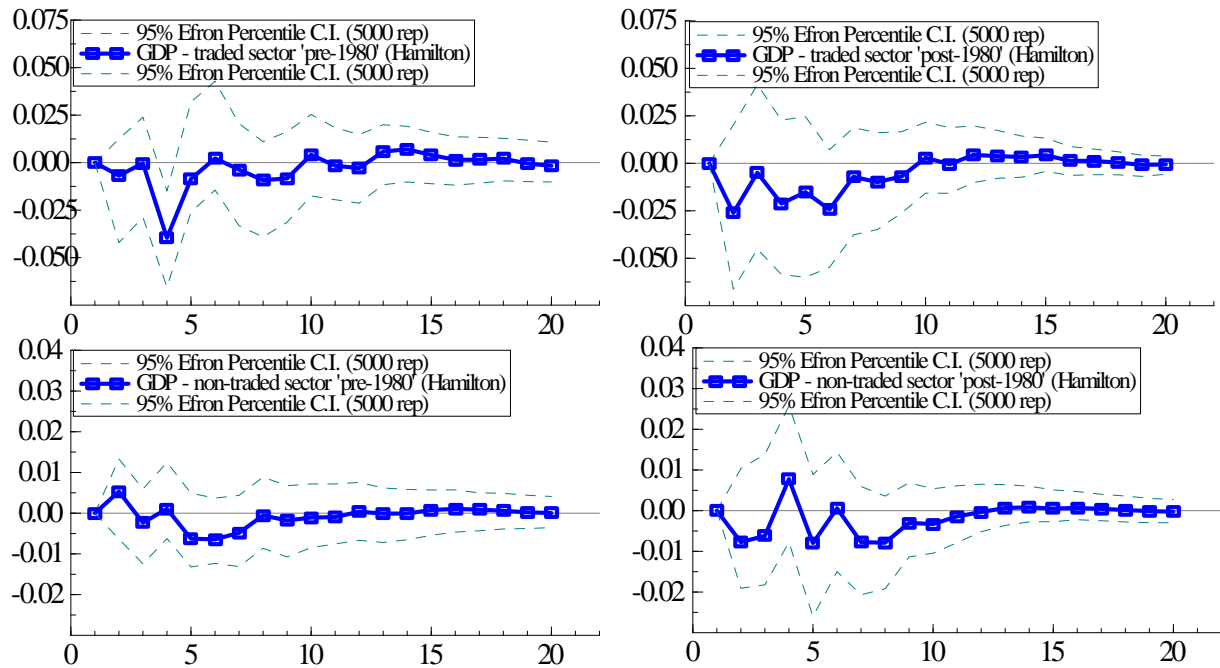 0.075
0.050
0.025
0.000
-0.025
-0.050
95% Efron Percentile C.I. (5000 rep)
GDP - traded sector 'pre-1980' (Hamilton)
95% Efron Percentile C.I. (5000 rep)
0 5 10 15 20
0.075
0.050
0.025
0.000
-0.025
-0.050
95% Efron Percentile C.I. (5000 rep)
GDP - traded sector 'post-1980' (Hamilton)
95% Efron Percentile C.I. (5000 rep)
0 5 10 15 20
0.04
0.03
0.02
0.01
0.00
-0.01
-0.02
95% Efron Percentile C.I. (5000 rep)
GDP - non-traded sector 'pre-1980' (Hamilton)
95% Efron Percentile C.I. (5000 rep)
0 5 10 15 20
0.04
0.03
0.02
0.01
0.00
-0.01
-0.02
95% Efron Percentile C.I. (5000 rep)
GDP - non-traded sector 'post-1980' (Hamilton)
95% Efron Percentile C.I. (5000 rep)
0 5 10 15 20